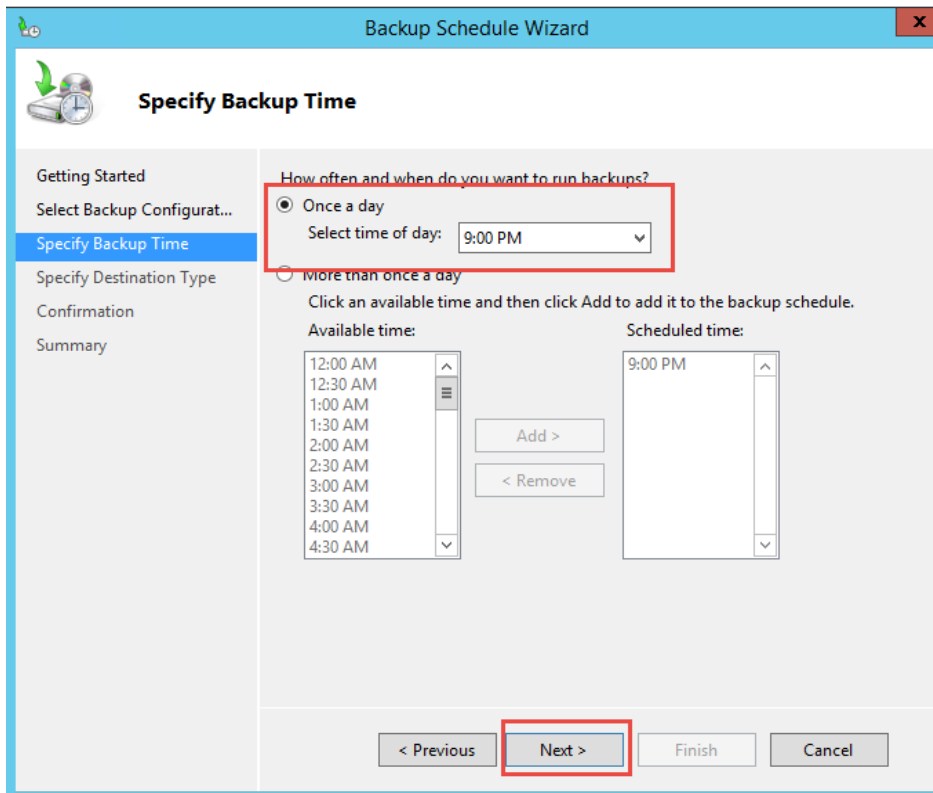 Backup Schedule Wizard
x
Specify Backup Time
Getting Started
Select Backup Configurat...
Specify Backup Time
Specify Destination Type
Confirmation
Summary
How often and when do you want to run backups?
Once a day
Select time of day: 9:00 PM
More than once a day
Click an available time and then click Add to add it to the backup schedule.
Available time:
12:00 AM
12:30 AM
1:00 AM
1:30 AM
2:00 AM
2:30 AM
3:00 AM
3:30 AM
4:00 AM
4:30 AM
Add >
< Remove
Scheduled time:
9:00 PM
< Previous Next > Finish Cancel